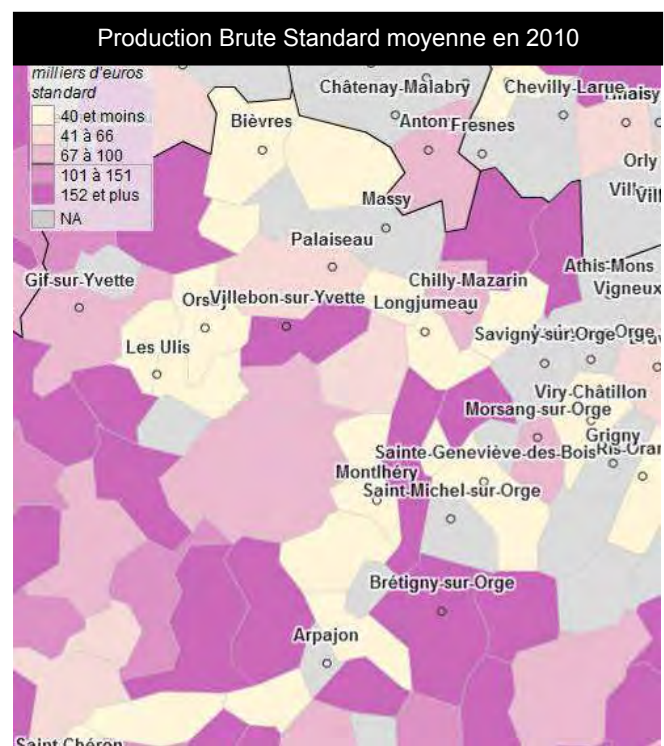 Production Brute Standard moyenne en 2010
milliers d'euros
standard
40 et moins
41 à 66
67 à 100
101 à 151
152 et plus
NA
Châtenay-Malabry
Chevilly-Larue
Bièvres
Fresnes
Orly
Massy
Palaiseau
Athis-Mons
Gif-sur-Yvette
Chilly-Mazarin
Vigneux
Villebon-sur-Yvette
Longjumeau
Les Ulis
Savigny-sur-Orge
Viry-Châtillon
Morsang-sur-Orge
Grigny
Sainte-Geneviève-des-Bois
Montlhéry
Saint-Michel-sur-Orge
Brétigny-sur-Orge
Arpajon
Saint Chéron